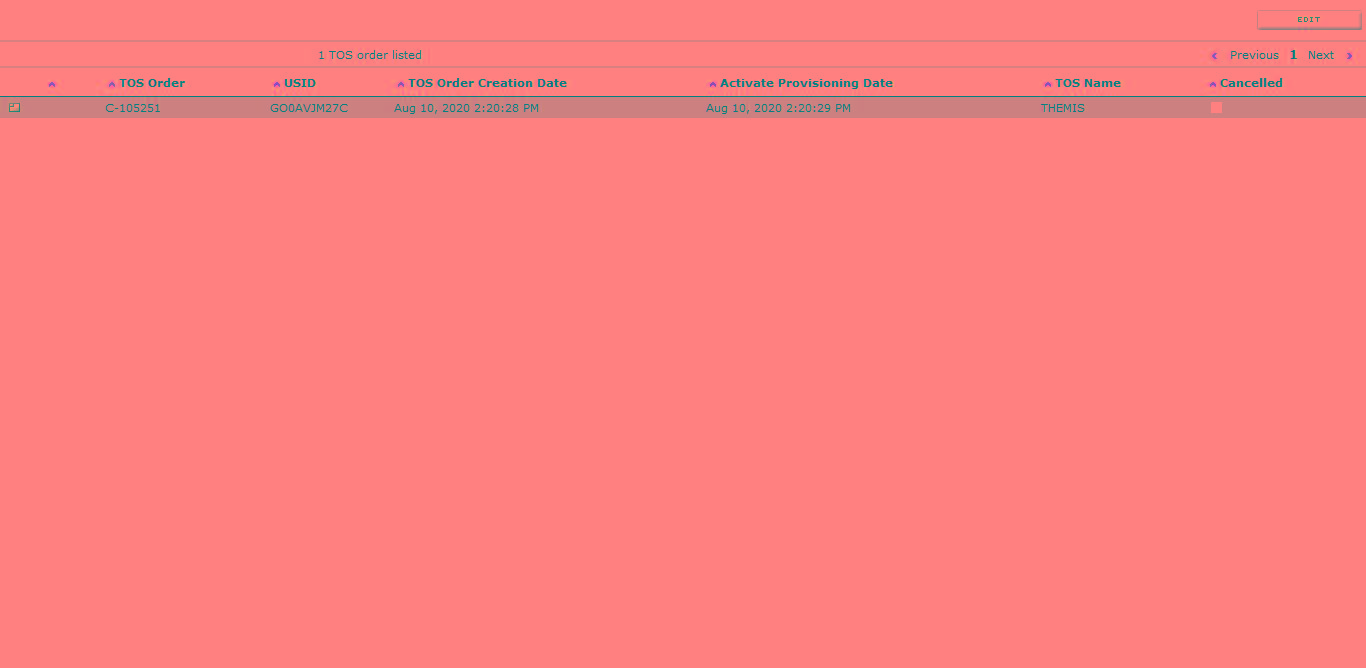 EDIT
1 TOS order listed Previous 1 Next
TOS Order USID TOS Order Creation Date Activate Provisioning Date TOS Name Cancelled
C-105251 GO0AVJMZ7C Aug 10, 2020 2:20:28 PM Aug 10, 2020 2:20:29 PM THEMIS